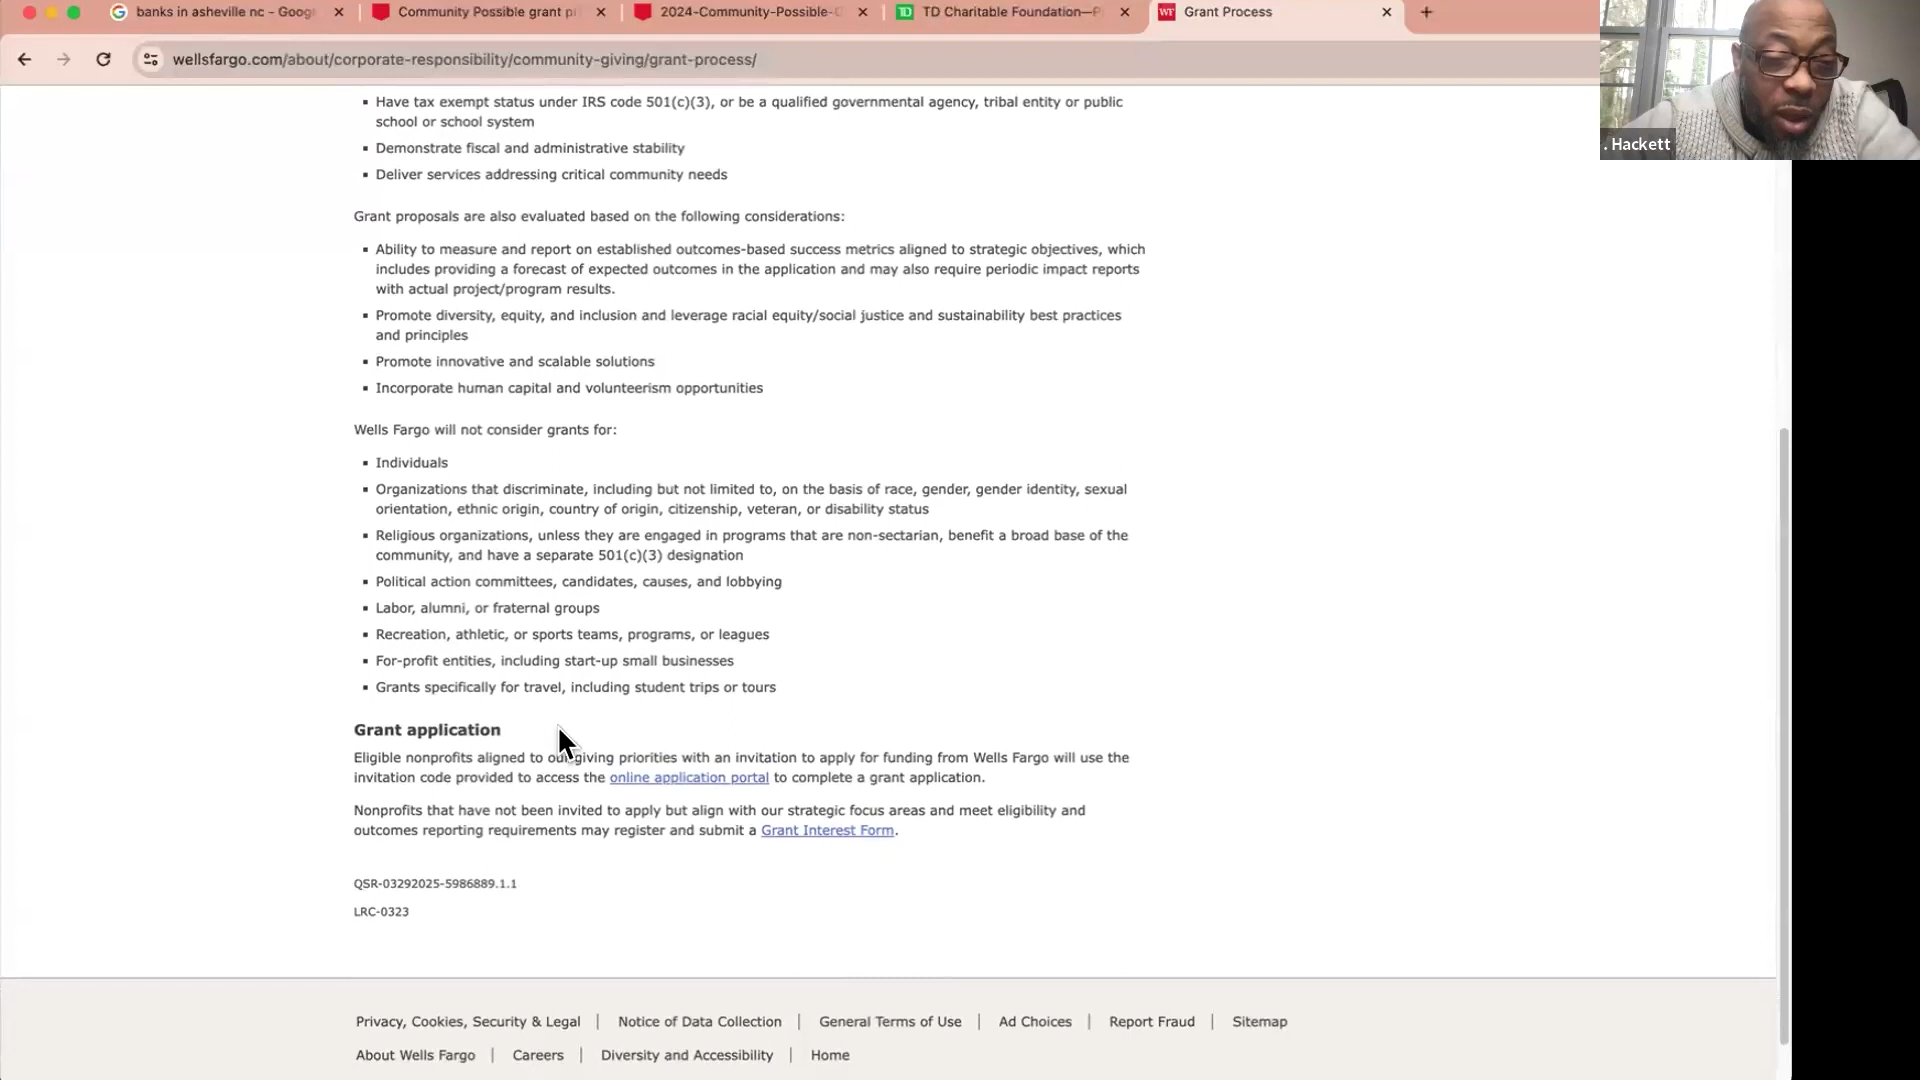 banks in asheville nc - Goog
Community Possible grant p
2024-Community-Possible-
TD Charitable Foundation—P
WF Grant Process
wellsfargo.com/about/corporate-responsibility/community-giving/grant-process/
. Hackett
▪ Have tax exempt status under IRS code 501(c)(3), or be a qualified governmental agency, tribal entity or public
school or school system
▪ Demonstrate fiscal and administrative stability
▪ Deliver services addressing critical community needs
Grant proposals are also evaluated based on the following considerations:
▪ Ability to measure and report on established outcomes-based success metrics aligned to strategic objectives, which
includes providing a forecast of expected outcomes in the application and may also require periodic impact reports
with actual project/program results.
▪ Promote diversity, equity, and inclusion and leverage racial equity/social justice and sustainability best practices
and principles
▪ Promote innovative and scalable solutions
▪ Incorporate human capital and volunteerism opportunities
Wells Fargo will not consider grants for:
▪ Individuals
▪ Organizations that discriminate, including but not limited to, on the basis of race, gender, gender identity, sexual
orientation, ethnic origin, country of origin, citizenship, veteran, or disability status
▪ Religious organizations, unless they are engaged in programs that are non-sectarian, benefit a broad base of the
community, and have a separate 501(c)(3) designation
▪ Political action committees, candidates, causes, and lobbying
▪ Labor, alumni, or fraternal groups
▪ Recreation, athletic, or sports teams, programs, or leagues
▪ For-profit entities, including start-up small businesses
▪ Grants specifically for travel, including student trips or tours
Grant application
Eligible nonprofits aligned to our giving priorities with an invitation to apply for funding from Wells Fargo will use the
invitation code provided to access the online application portal to complete a grant application.
Nonprofits that have not been invited to apply but align with our strategic focus areas and meet eligibility and
outcomes reporting requirements may register and submit a Grant Interest Form.
QSR-03292025-5986889.1.1
LRC-0323
Privacy, Cookies, Security & Legal | Notice of Data Collection | General Terms of Use | Ad Choices | Report Fraud | Sitemap
About Wells Fargo | Careers | Diversity and Accessibility | Home